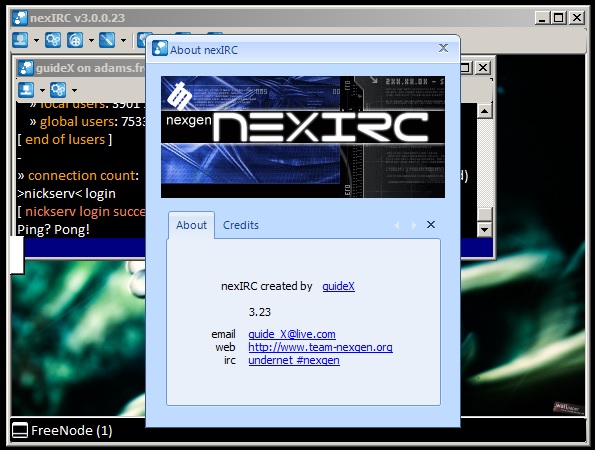 nexIRC v3.0.0.23
guideX on adams.fr
» local users: 3901
» global users: 7533
[ end of lusers ]
-
» connection count:
)
>nickserv< login
[ nickserv login succe
Ping? Pong!
About nexIRC
nexgen
NEXIRC
About
Credits
nexIRC created by guideX
3.23
email guide_X@live.com
web http://www.team-nexgen.org
irc undernet #nexgen
FreeNode (1)